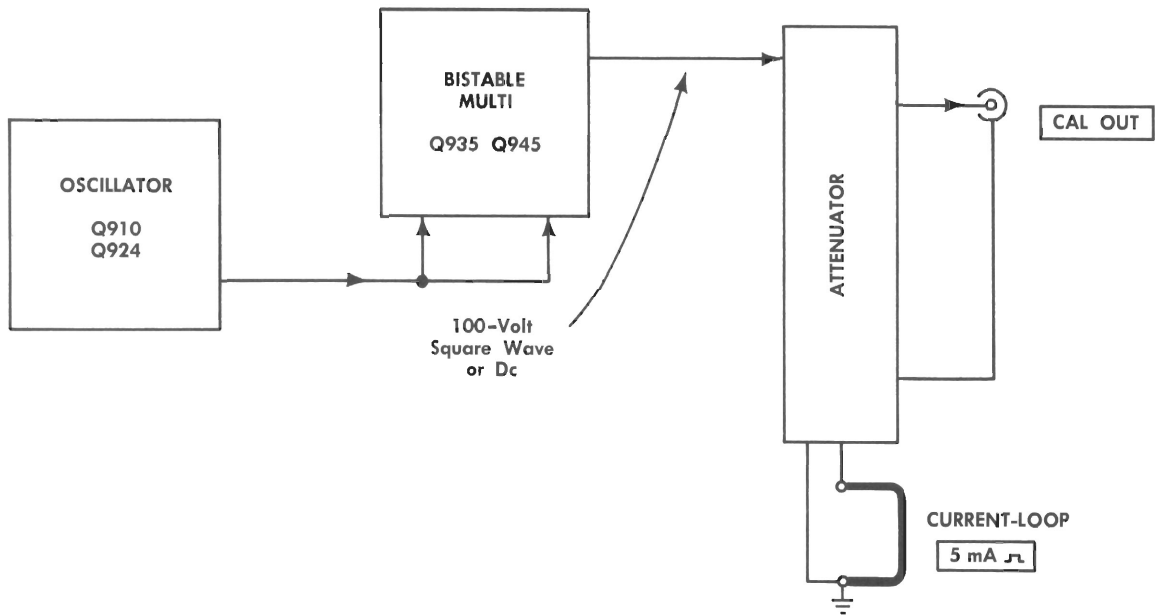 OSCILLATOR
Q910
Q924
BISTABLE
MULTI
Q935 Q945
100-Volt
Square Wave
or Dc
ATTENUATOR
CAL OUT
CURRENT-LOOP
5 mA